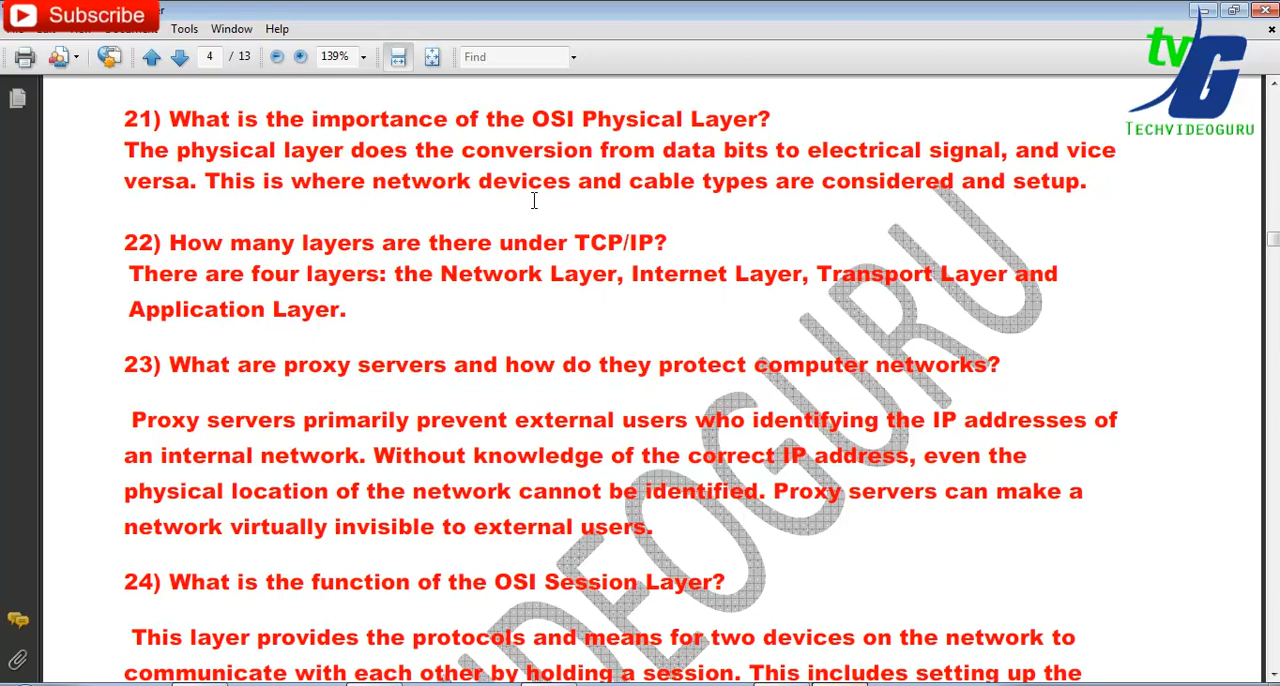 Subscribe
Tools Window Help
4 / 13 139% Find
tv G
TECHVIDEOGURU
21) What is the importance of the OSI Physical Layer?
The physical layer does the conversion from data bits to electrical signal, and vice
versa. This is where network devices and cable types are considered and setup.
22) How many layers are there under TCP/IP?
There are four layers: the Network Layer, Internet Layer, Transport Layer and
Application Layer.
23) What are proxy servers and how do they protect computer networks?
Proxy servers primarily prevent external users who identifying the IP addresses of
an internal network. Without knowledge of the correct IP address, even the
physical location of the network cannot be identified. Proxy servers can make a
network virtually invisible to external users.
24) What is the function of the OSI Session Layer?
This layer provides the protocols and means for two devices on the network to
communicate with each other by holding a session. This includes setting up the
IDEOGURU